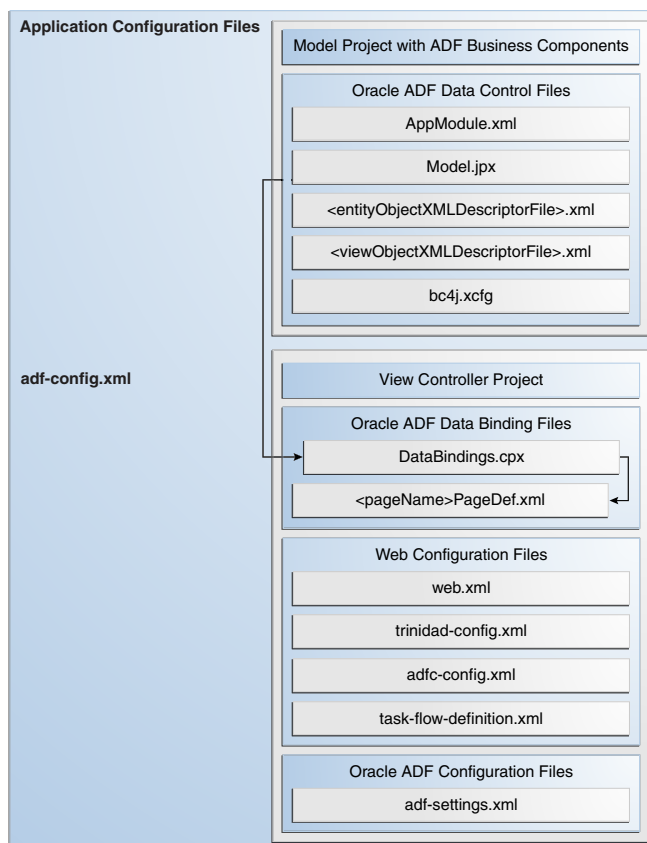 Application Configuration Files
Model Project with ADF Business Components
Oracle ADF Data Control Files
AppModule.xml
Model.jpx
<entityObjectXMLDescriptorFile>.xml
<viewObjectXMLDescriptorFile>.xml
bc4j.xcfg
adf-config.xml
View Controller Project
Oracle ADF Data Binding Files
DataBindings.cpx
<pageName>PageDef.xml
Web Configuration Files
web.xml
trinidad-config.xml
adfc-config.xml
task-flow-definition.xml
Oracle ADF Configuration Files
adf-settings.xml